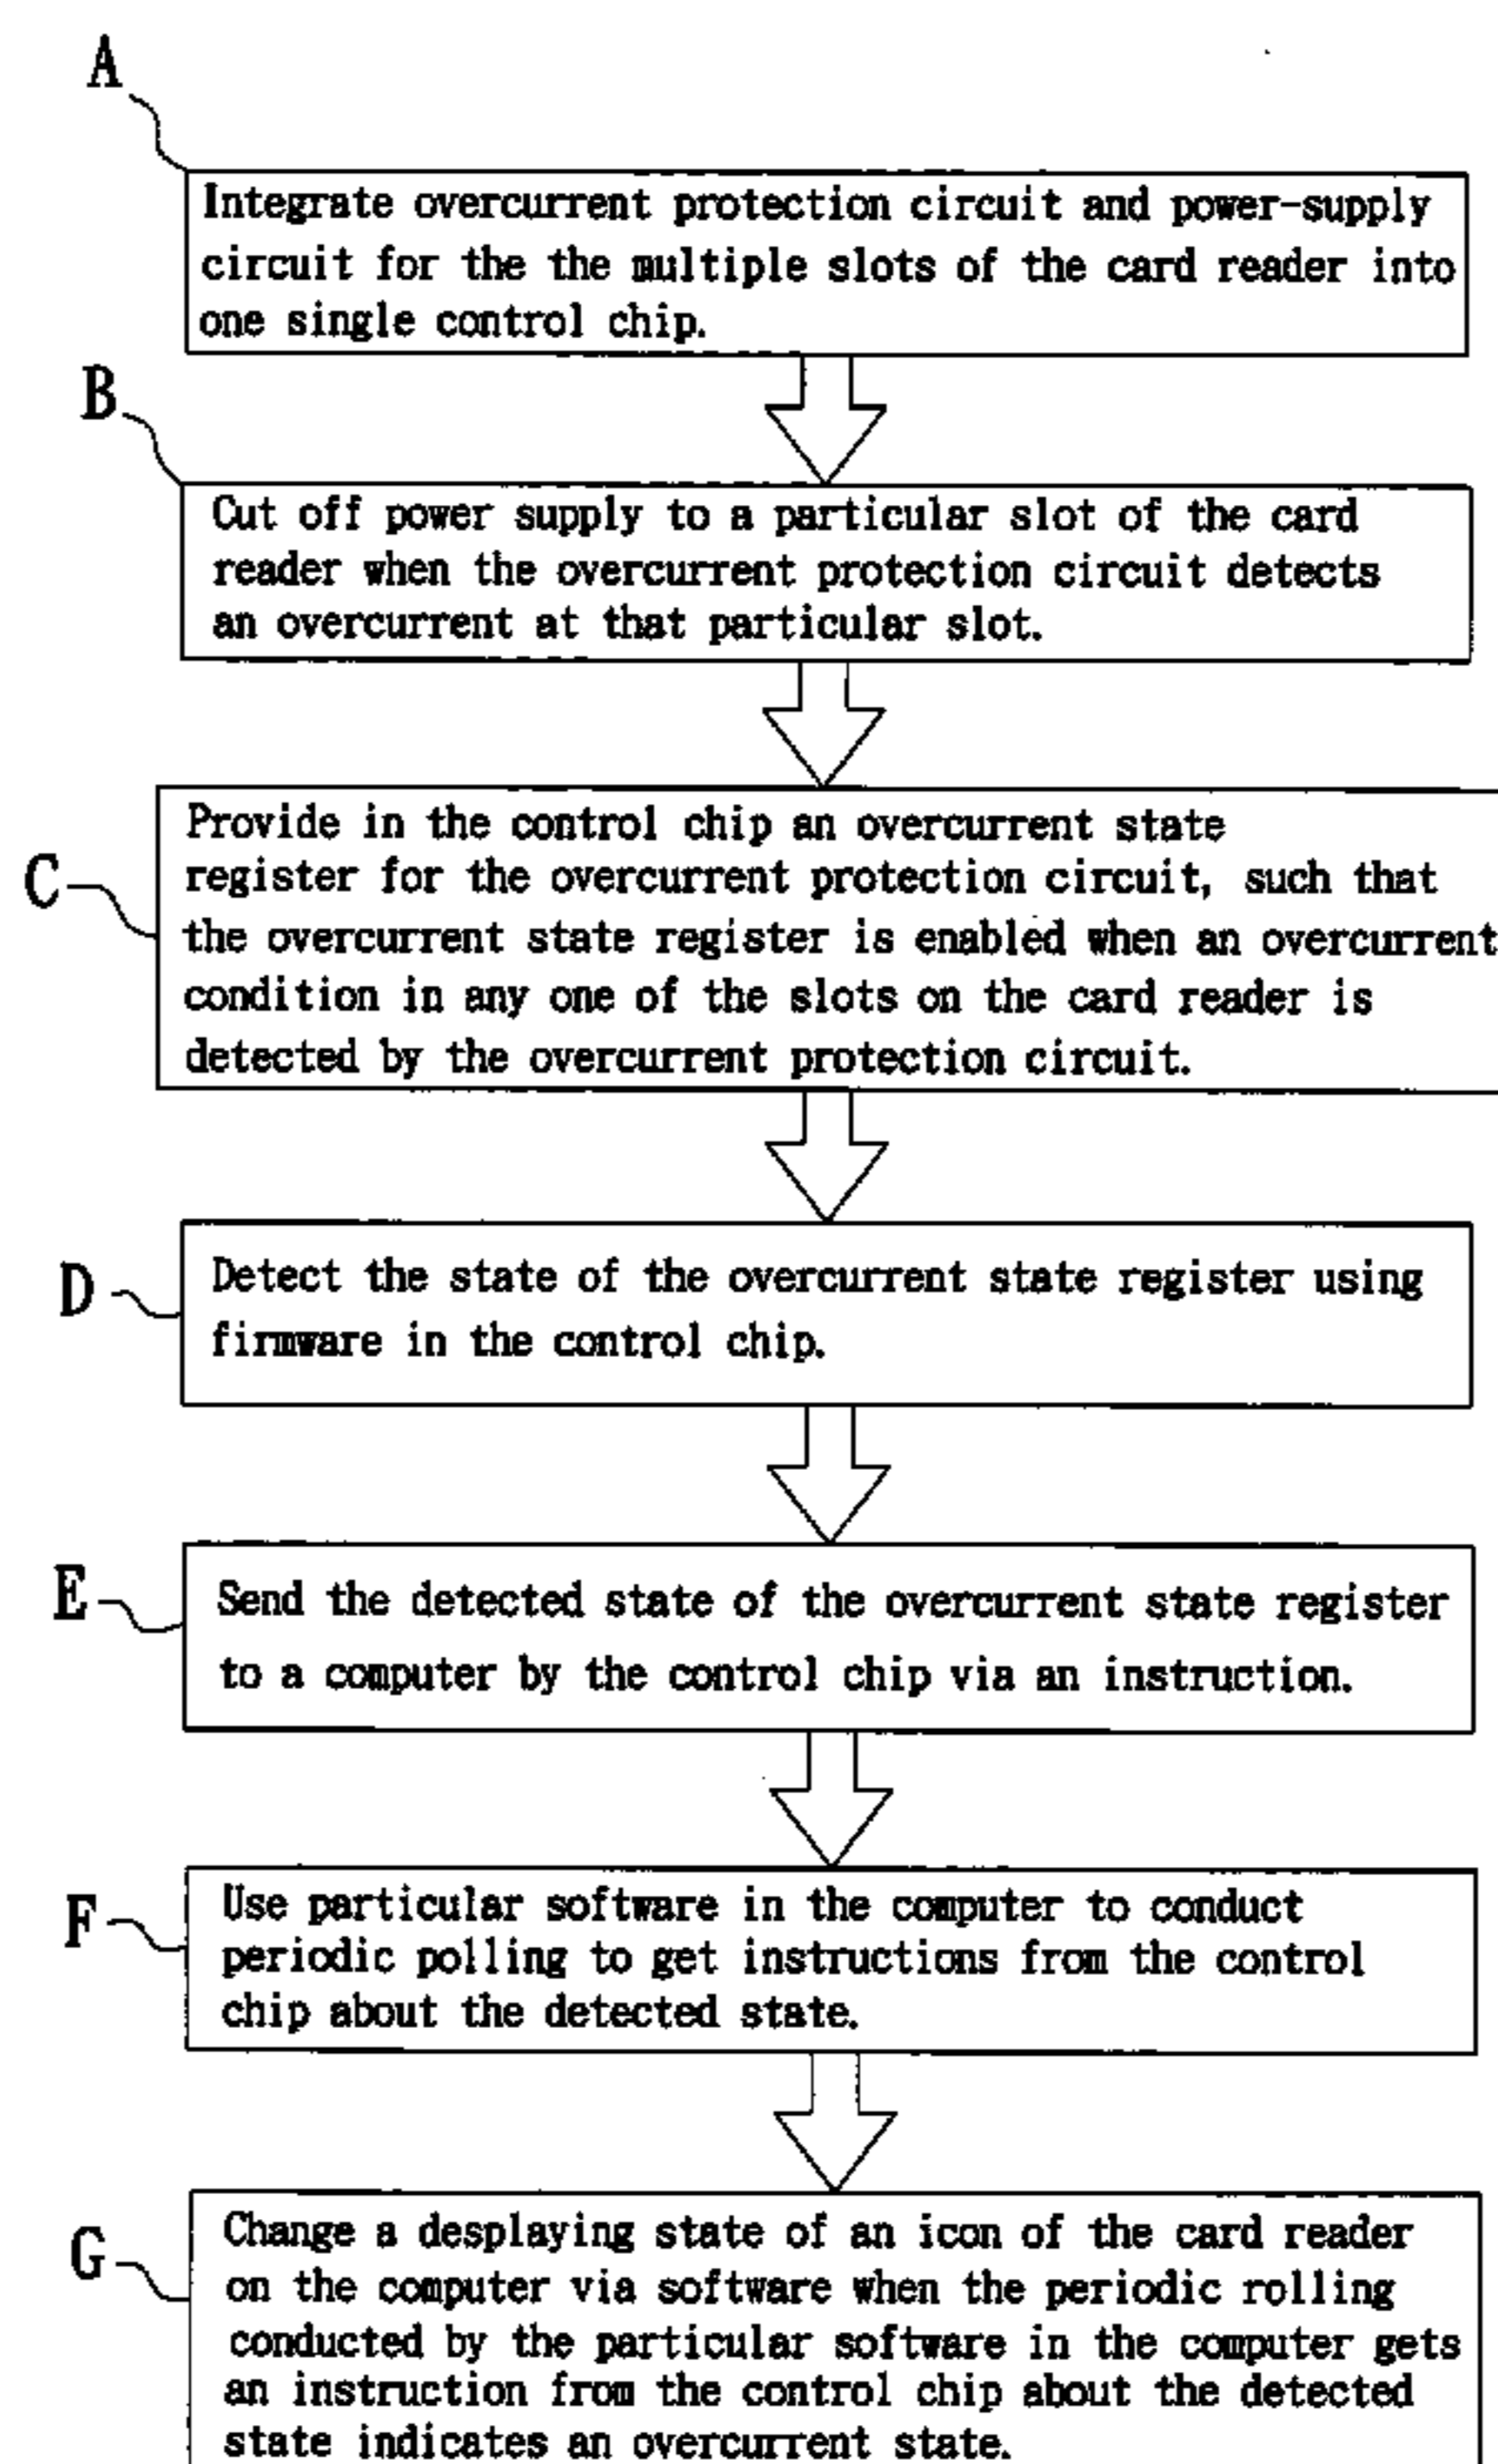 A
Integrate overcurrent protection circuit and power-supply
circuit for the the multiple slots of the card reader into
one single control chip.
B
Cut off power supply to a particular slot of the card
reader when the overcurrent protection circuit detects
an overcurrent at that particular slot.
C
Provide in the control chip an overcurrent state
register for the overcurrent protection circuit, such that
the overcurrent state register is enabled when an overcurrent
condition in any one of the slots on the card reader is
detected by the overcurrent protection circuit.
D
Detect the state of the overcurrent state register using
firmware in the control chip.
E
Send the detected state of the overcurrent state register
to a computer by the control chip via an instruction.
F
Use particular software in the computer to conduct
periodic polling to get instructions from the control
chip about the detected state.
G
Change a desplaying state of an icon of the card reader
on the computer via software when the periodic rolling
conducted by the particular software in the computer gets
an instruction from the control chip about the detected
state indicates an overcurrent state.